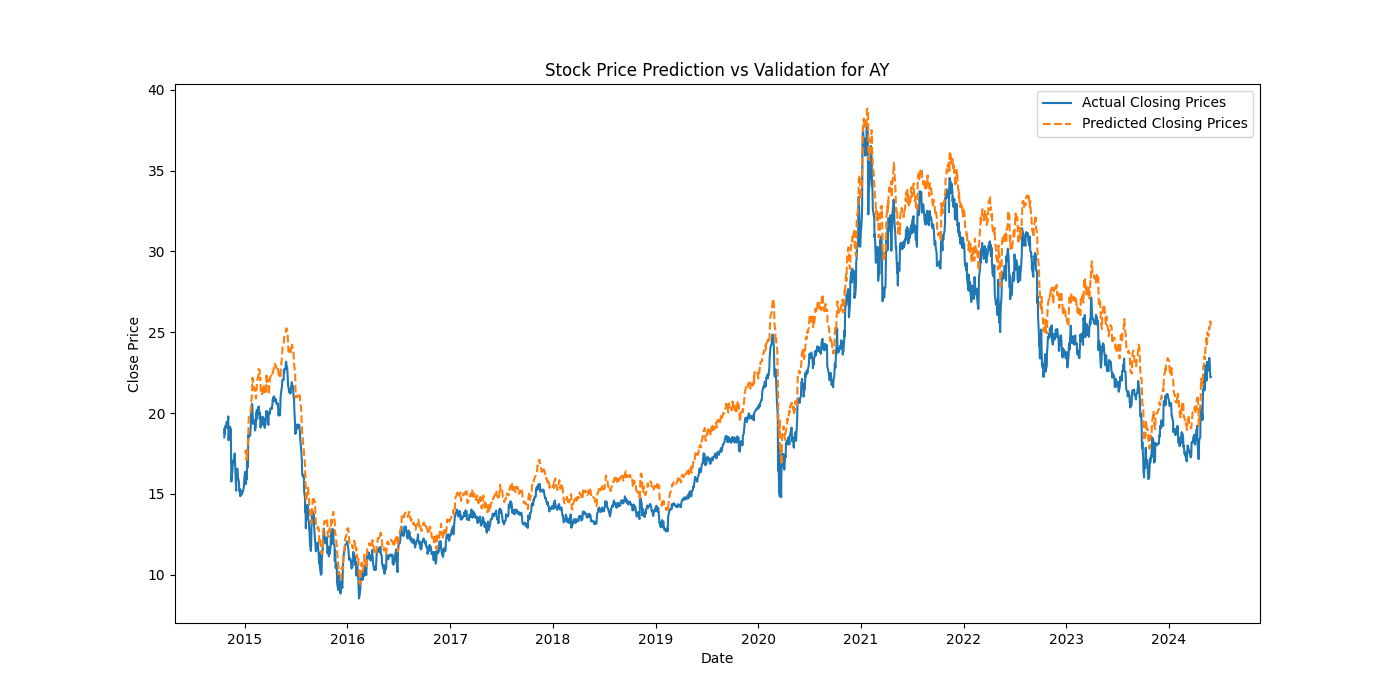 Stock Price Prediction vs Validation for AY
Actual Closing Prices
Predicted Closing Prices
Close Price
40
35
30
25
20
15
10
2015 2016 2017 2018 2019 2020 2021 2022 2023 2024
Date